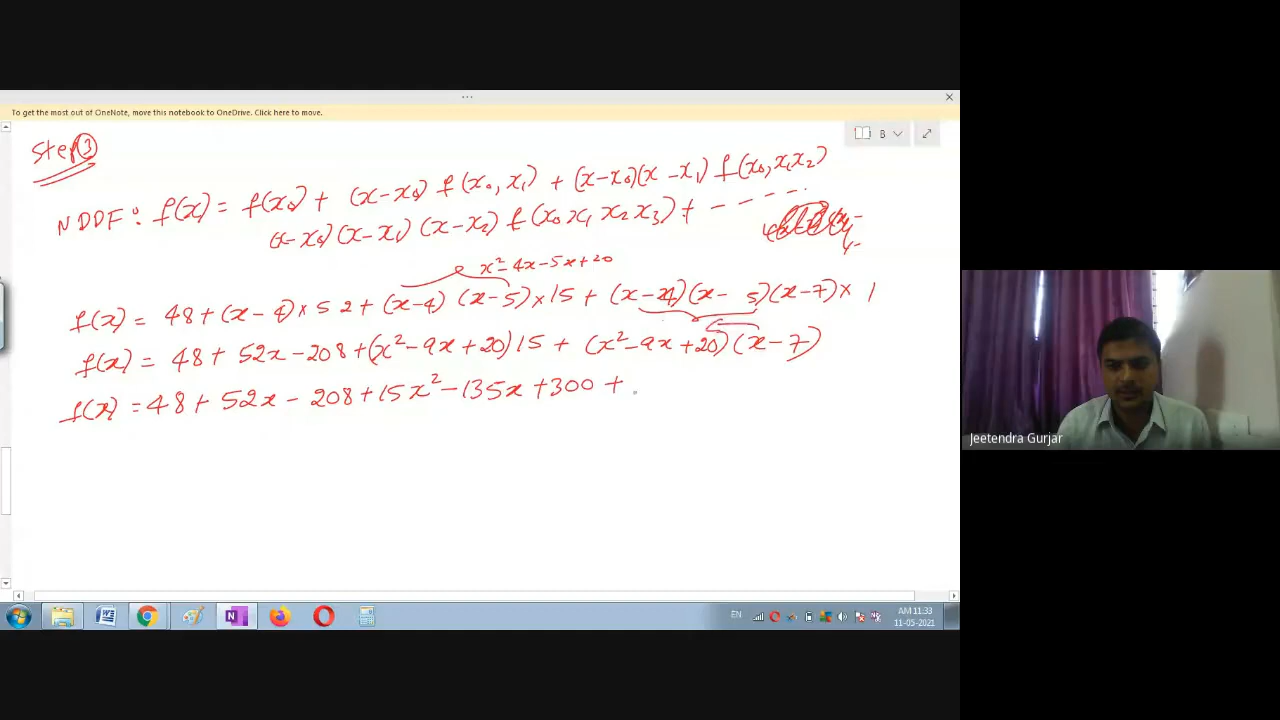 To get the most out of OneNote, move this notebook to OneDrive. Click here to move.
B
Step ③
NDDF: f(x) = f(x₀) + (x-x₀) f(x₀, x₁) + (x-x₀)(x-x₁) f(x₀, x₁ x₂)
(x-x₀)(x-x₁)(x-x₂) f(x₀ x₁ x₂ x₃) + - - - - -
x²-4x-5x+20
f(x) = 48+(x-4)×52+(x-4)(x-5)×15+(x-4)(x-5)(x-7)×1
f(x) = 48+52x-208+(x²-9x+20)15+(x²-9x+20)(x-7)
f(x) = 48+52x-208+15x²-135x+300+
Jeetendra Gurjar
EN
AM 11:33
11-05-2021